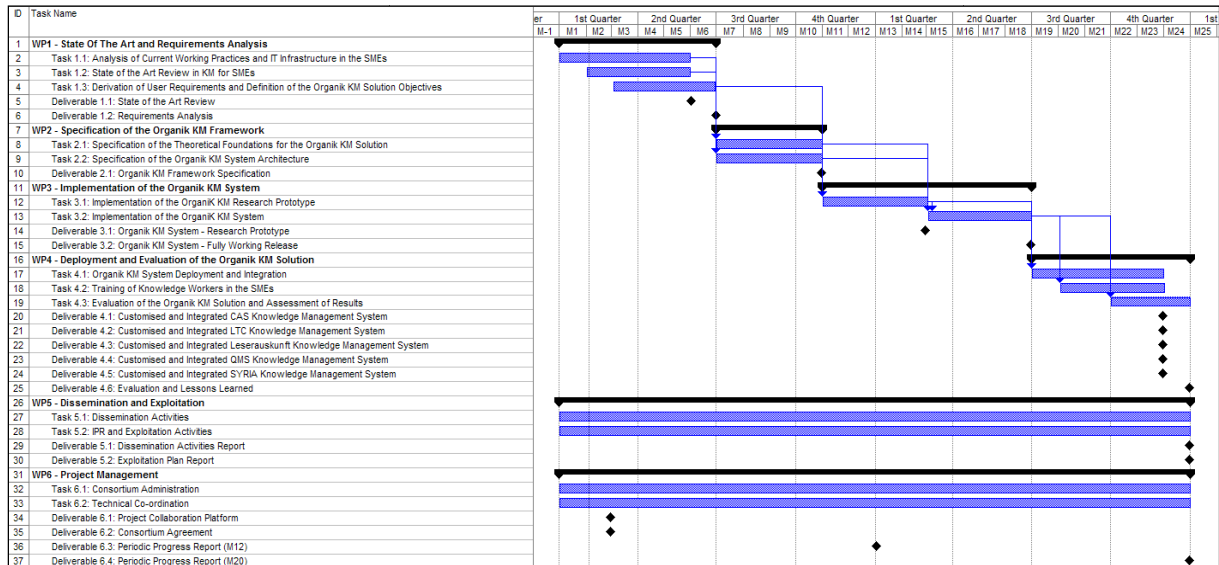 ID Task Name er 1st Quarter 2nd Quarter 3rd Quarter 4th Quarter 1st Quarter 2nd Quarter 3rd Quarter 4th Quarter 1st
M-1 M1 M2 M3 M4 M5 M6 M7 M8 M9 M10 M11 M12 M13 M14 M15 M16 M17 M18 M19 M20 M21 M22 M23 M24 M25
1 WP1 - State Of The Art and Requirements Analysis
2 Task 1.1: Analysis of Current Working Practices and IT Infrastructure in the SMEs
3 Task 1.2: State of the Art Review in KM for SMEs
4 Task 1.3: Derivation of User Requirements and Definition of the Organik KM Solution Objectives
5 Deliverable 1.1: State of the Art Review
6 Deliverable 1.2: Requirements Analysis
7 WP2 - Specification of the Organik KM Framework
8 Task 2.1: Specification of the Theoretical Foundations for the Organik KM Solution
9 Task 2.2: Specification of the Organik KM System Architecture
10 Deliverable 2.1: Organik KM Framework Specification
11 WP3 - Implementation of the Organik KM System
12 Task 3.1: Implementation of the OrganiK KM Research Prototype
13 Task 3.2: Implementation of the OrganiK KM System
14 Deliverable 3.1: Organik KM System - Research Prototype
15 Deliverable 3.2: Organik KM System - Fully Working Release
16 WP4 - Deployment and Evaluation of the Organik KM Solution
17 Task 4.1: Organik KM System Deployment and Integration
18 Task 4.2: Training of Knowledge Workers in the SMEs
19 Task 4.3: Evaluation of the Organik KM Solution and Assessment of Results
20 Deliverable 4.1: Customised and Integrated CAS Knowledge Management System
21 Deliverable 4.2: Customised and Integrated LTC Knowledge Management System
22 Deliverable 4.3: Customised and Integrated Leserauskunft Knowledge Management System
23 Deliverable 4.4: Customised and Integrated QMS Knowledge Management System
24 Deliverable 4.5: Customised and Integrated SYRIA Knowledge Management System
25 Deliverable 4.6: Evaluation and Lessons Learned
26 WP5 - Dissemination and Exploitation
27 Task 5.1: Dissemination Activities
28 Task 5.2: IPR and Exploitation Activities
29 Deliverable 5.1: Dissemination Activities Report
30 Deliverable 5.2: Exploitation Plan Report
31 WP6 - Project Management
32 Task 6.1: Consortium Administration
33 Task 6.2: Technical Co-ordination
34 Deliverable 6.1: Project Collaboration Platform
35 Deliverable 6.2: Consortium Agreement
36 Deliverable 6.3: Periodic Progress Report (M12)
37 Deliverable 6.4: Periodic Progress Report (M20)